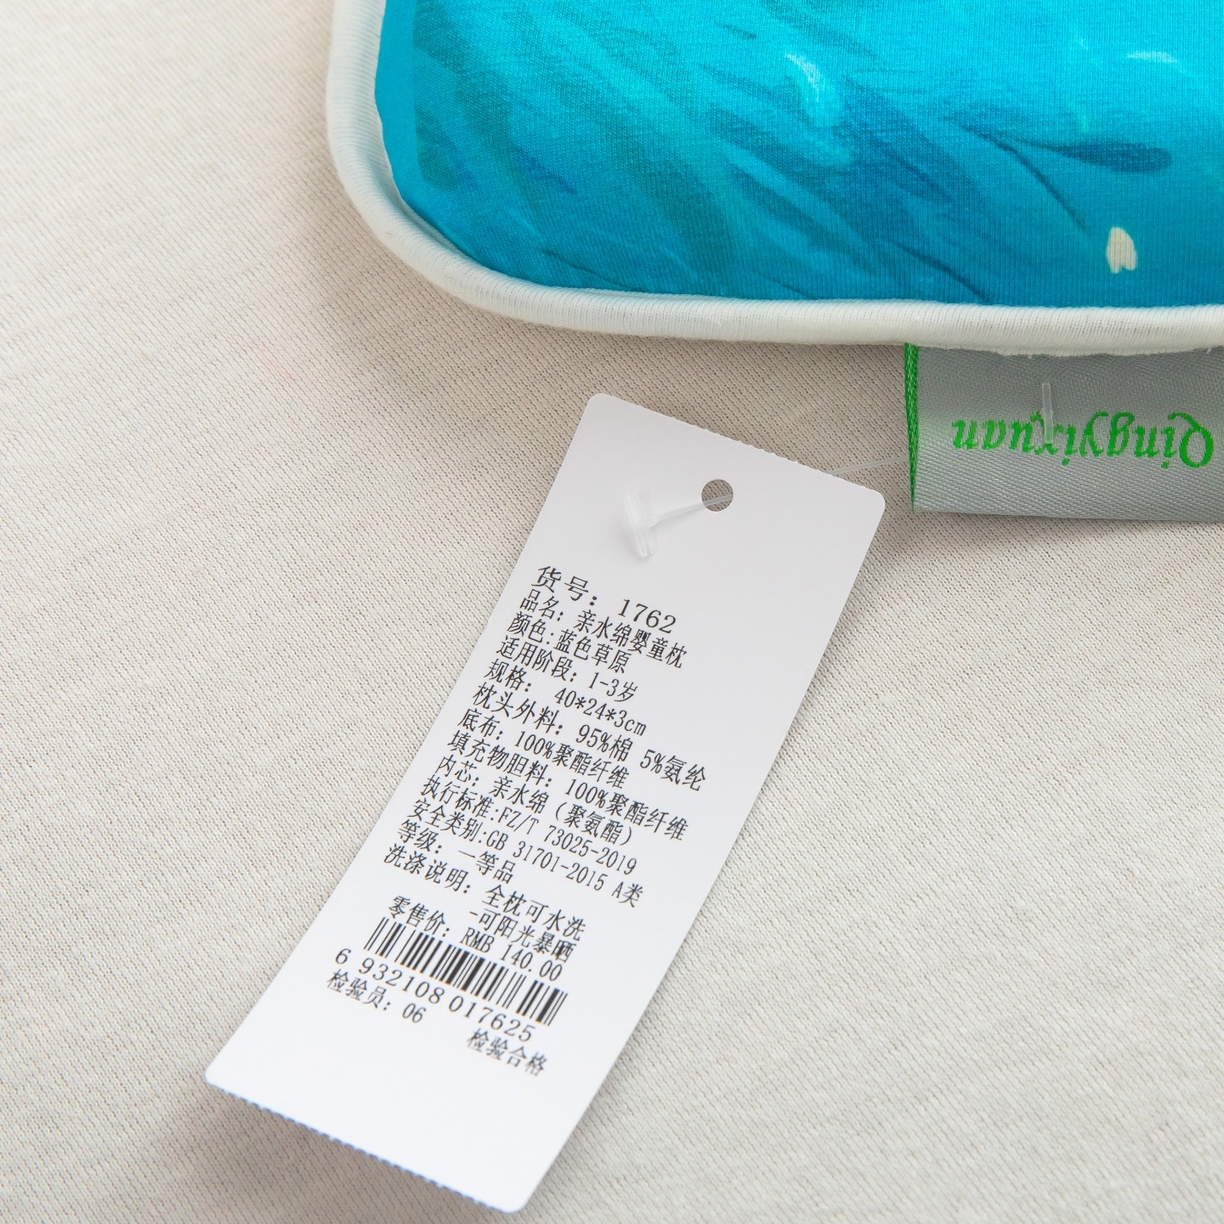 Qingyiyuan
货号： 1762
品名： 亲水绵婴童枕
颜色:蓝色草原
适用阶段： 1-3岁
规格： 40*24*3cm
枕头外料： 95%棉 5%氨纶
底布： 100%聚酯纤维
填充物胆料： 100%聚酯纤维
内芯： 亲水绵（聚氨酯）
执行标准:FZ/T 73025-2019
安全类别:GB 31701-2015 A类
等级： 一等品
洗涤说明： 全枕可水洗
-可阳光暴晒
零售价： RMB 140.00
6 932108 017625
检验员： 06
检验合格